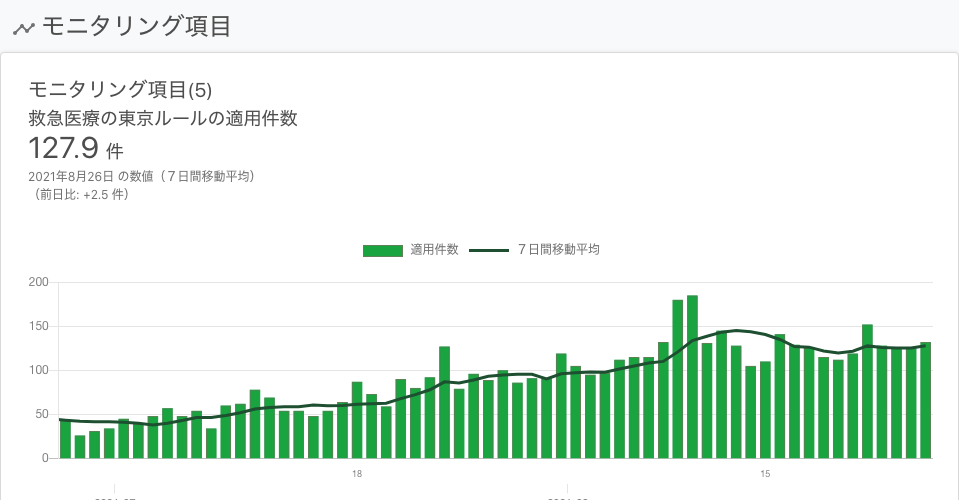 モニタリング項目
モニタリング項目(5)
救急医療の東京ルールの適用件数
127.9 件
2021年8月26日 の数値（７日間移動平均）
（前日比: +2.5 件）
適用件数 ７日間移動平均
200
150
100
50
0
18 15